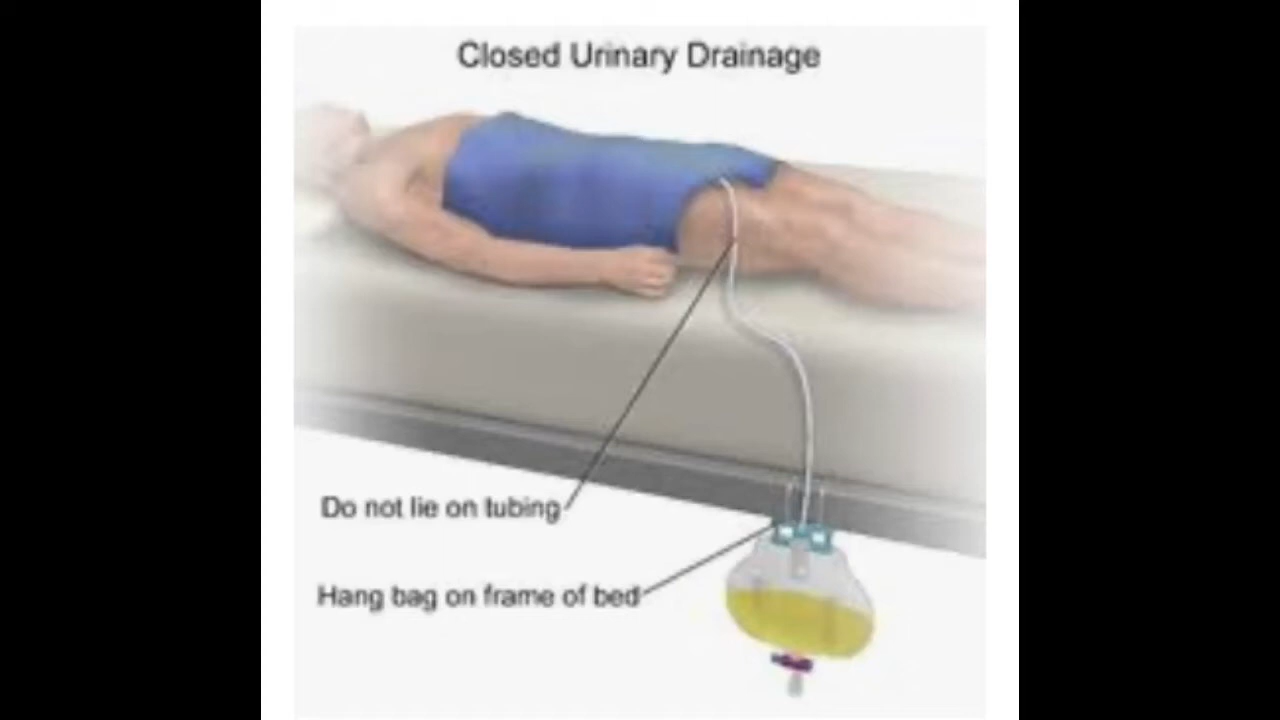 Closed Urinary Drainage
Do not lie on tubing
Hang bag on frame of bed